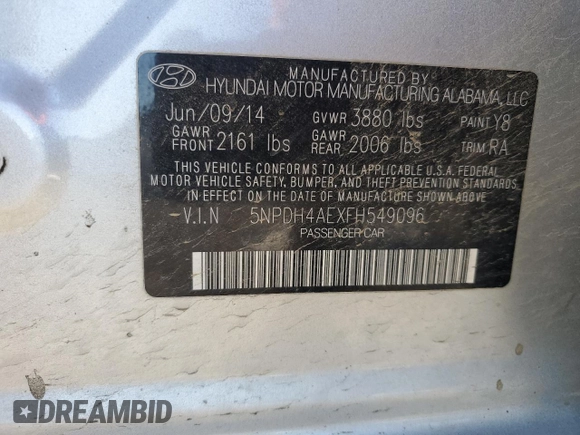 MANUFACTURED BY
HYUNDAI MOTOR MANUFACTURING ALABAMA, LLC
Jun/09/14 GVWR 3880 lbs PAINT Y8
GAWR FRONT 2161 lbs GAWR REAR 2006 lbs TRIM RA
THIS VEHICLE CONFORMS TO ALL APPLICABLE U.S.A. FEDERAL
MOTOR VEHICLE SAFETY, BUMPER, AND THEFT PREVENTION STANDARDS
IN EFFECT ON THE DATE OF MANUFACTURE SHOWN ABOVE
V.I.N 5NPDH4AEXFH549096
PASSENGER CAR
DREAMBID